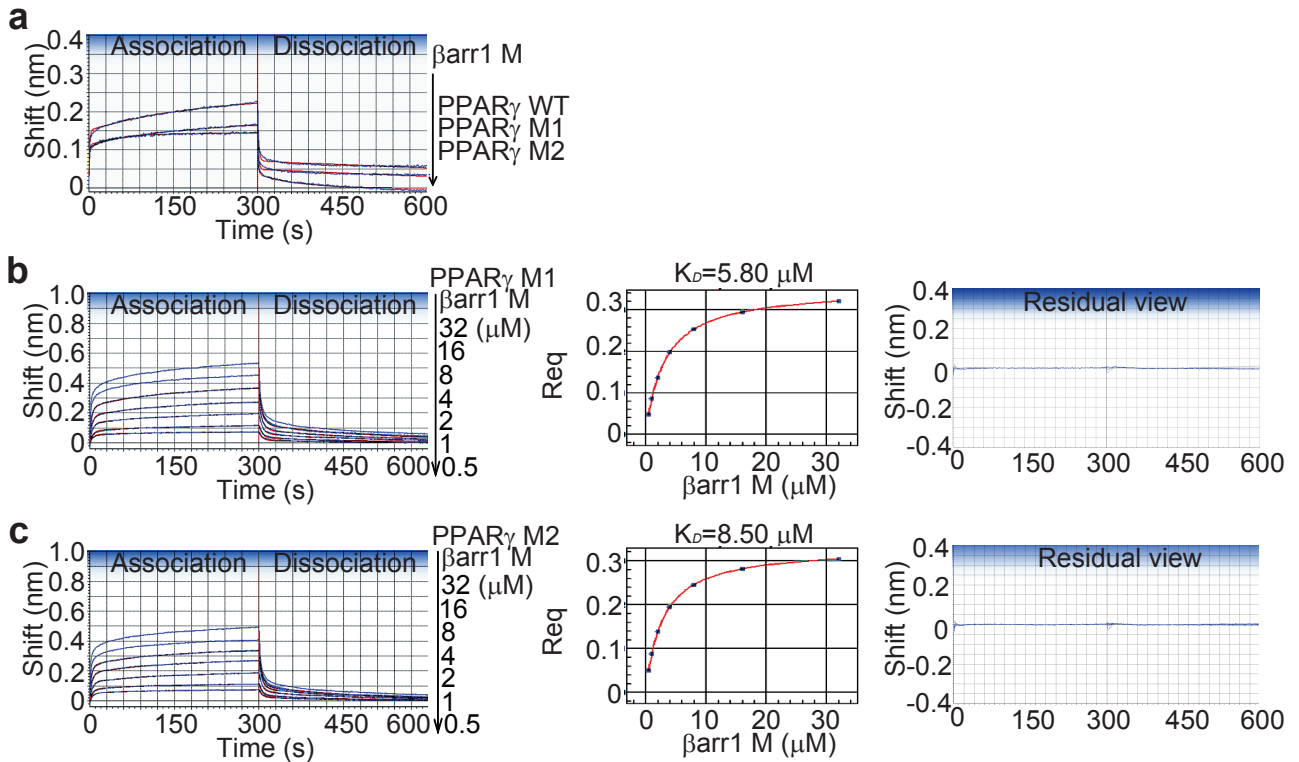 a
Association Dissociation
Shift (nm)
0.4
0.3
0.2
0.1
0
0 150 300 450 600
Time (s)
βarr1 M
PPARγ WT
PPARγ M1
PPARγ M2
b
Association Dissociation
Shift (nm)
1.0
0.8
0.6
0.4
0.2
0
0 150 300 450 600
Time (s)
PPARγ M1
βarr1 M
32 (μM)
16
8
4
2
1
0.5
KD=5.80 μM
Req
0.3
0.2
0.1
0
0 10 20 30
βarr1 M (μM)
Residual view
Shift (nm)
0.4
0.2
0
-0.2
-0.4
0 150 300 450 600
c
Association Dissociation
Shift (nm)
1.0
0.8
0.6
0.4
0.2
0
0 150 300 450 600
Time (s)
PPARγ M2
βarr1 M
32 (μM)
16
8
4
2
1
0.5
KD=8.50 μM
Req
0.3
0.2
0.1
0
0 10 20 30
βarr1 M (μM)
Residual view
Shift (nm)
0.4
0.2
0
-0.2
-0.4
0 150 300 450 600